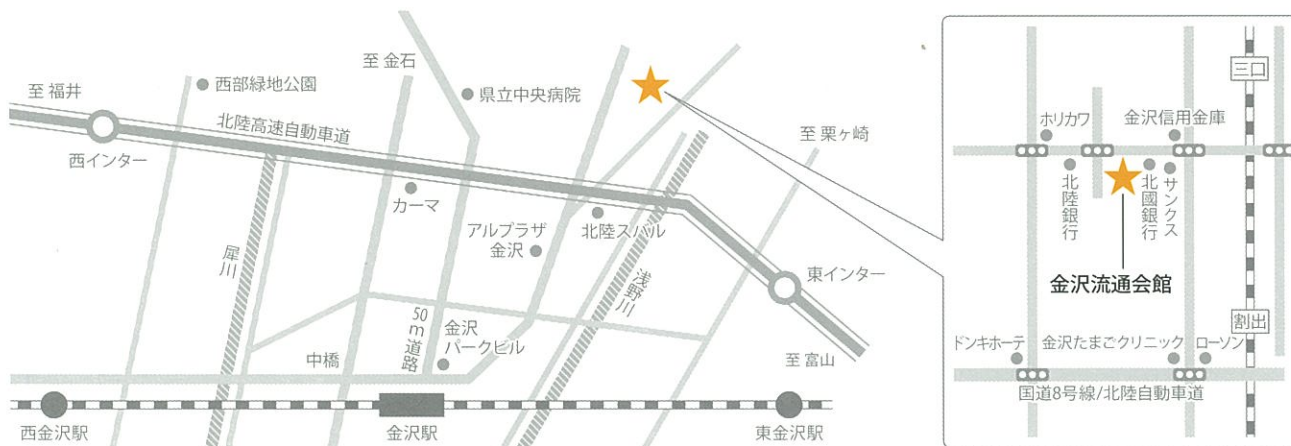 至 福井
西部緑地公園
至 金石
県立中央病院
北陸高速自動車道
西インター
カーマ
アルプラザ
金沢
北陸スバル
至 栗ヶ崎
犀川
浅野川
東インター
50m道路
金沢
パークビル
中橋
至 富山
西金沢駅
金沢駅
東金沢駅
三口
ホリカワ
金沢信用金庫
北陸銀行
北國銀行
サンクス
金沢流通会館
割出
ドンキホーテ
金沢たまごクリニック
ローソン
国道8号線/北陸自動車道